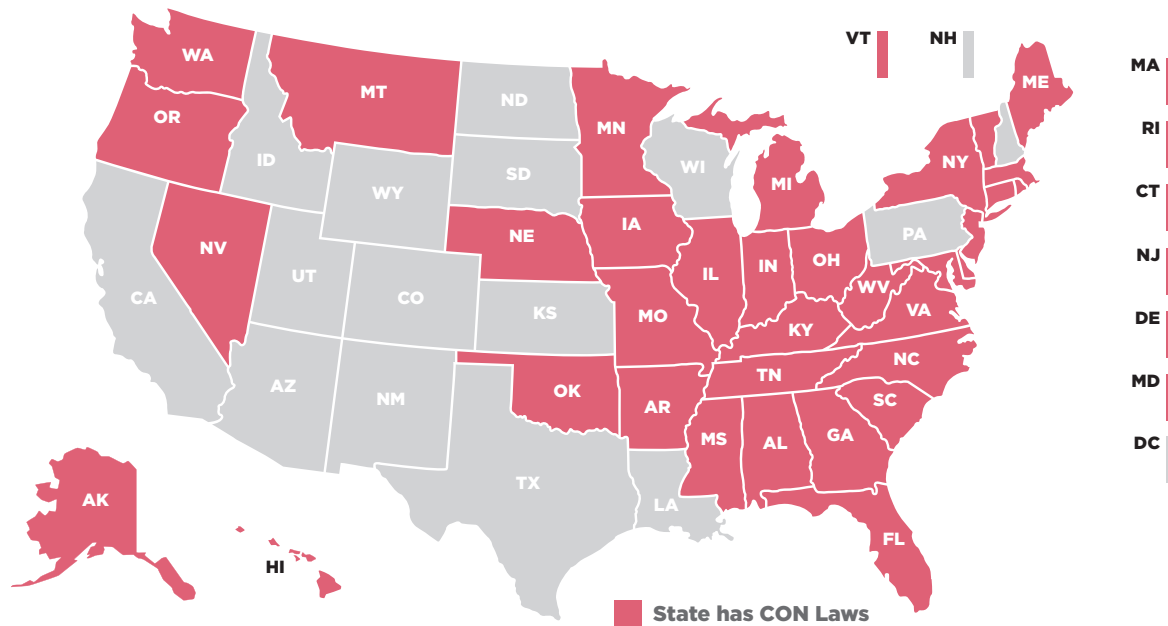 VT
NH
WA
MT
ND
MN
ME
MA
OR
ID
SD
WI
MI
NY
RI
WY
CT
NE
IA
PA
NV
UT
CO
IL
IN
OH
NJ
CA
KS
MO
WV
VA
DE
KY
NC
TN
MD
AZ
NM
OK
AR
SC
MS
AL
GA
DC
TX
LA
AK
FL
HI
State has CON Laws